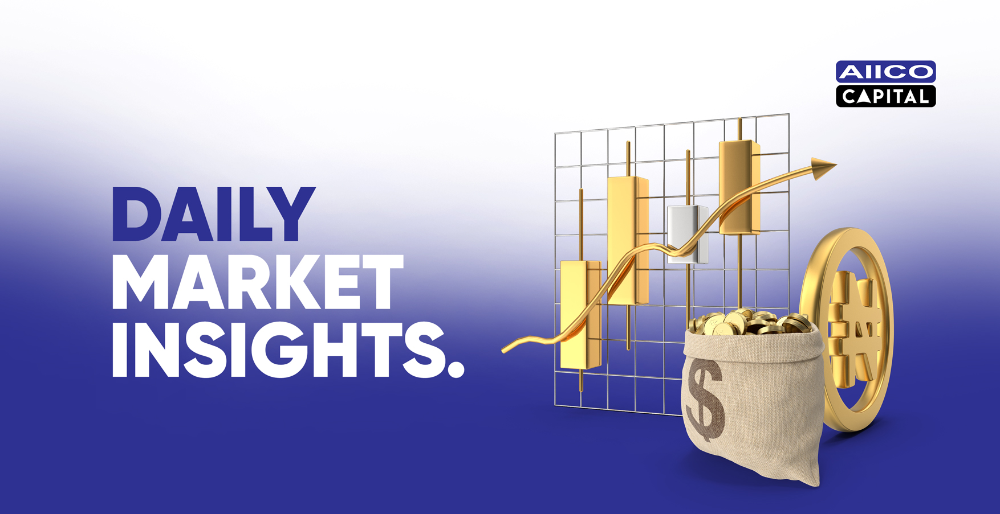 AIICO
CAPITAL
DAILY
MARKET
INSIGHTS.
₦
$